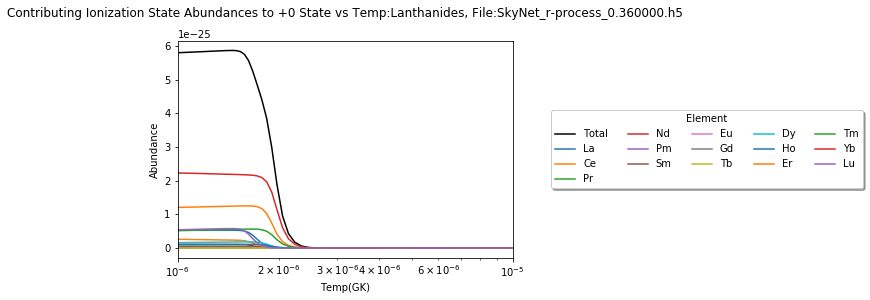 Contributing Ionization State Abundances to +0 State vs Temp:Lanthanides, File:SkyNet_r-process_0.360000.h5
1e−25
6
5
4
3
2
1
0
Abundance
10⁻⁶
2 × 10⁻⁶
3 × 10⁻⁶
4 × 10⁻⁶
6 × 10⁻⁶
10⁻⁵
Temp(GK)
Element
Total Nd Eu Dy Tm
La Pm Gd Ho Yb
Ce Sm Tb Er Lu
Pr